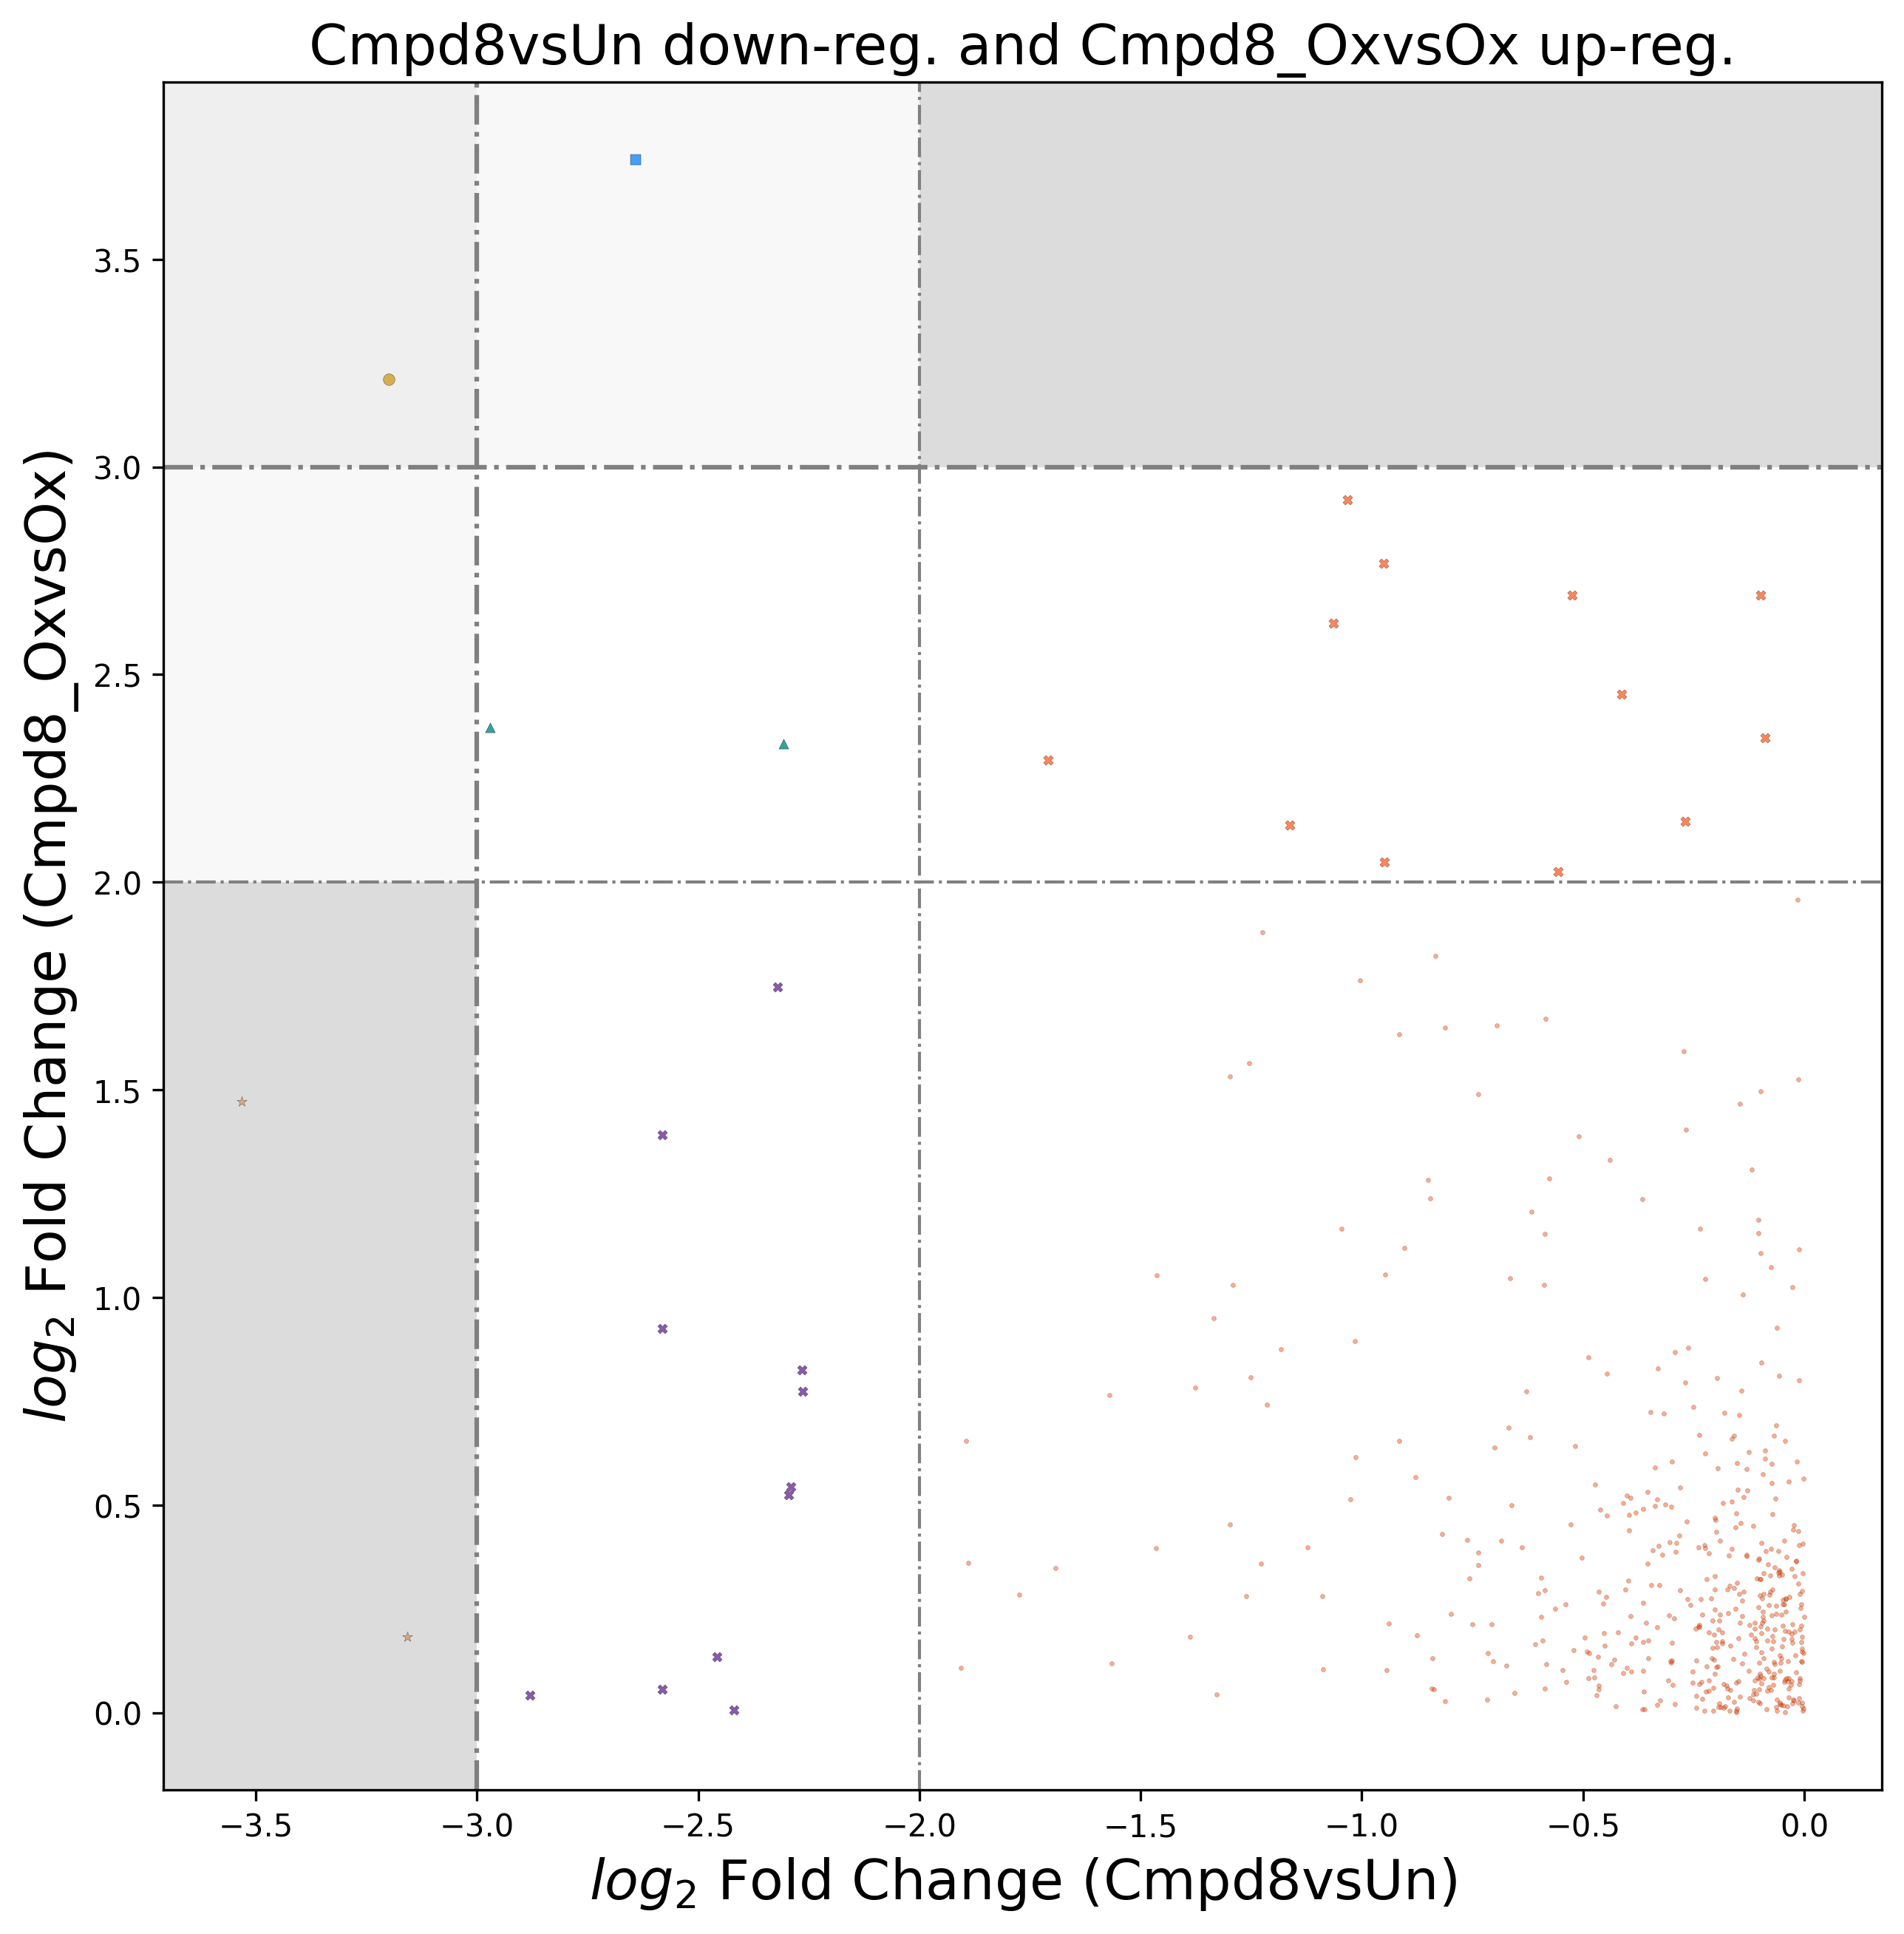 Cmpd8vsUn down-reg. and Cmpd8_OxvsOx up-reg.
log₂ Fold Change (Cmpd8_OxvsOx)
3.5
3.0
2.5
2.0
1.5
1.0
0.5
0.0
−3.5 −3.0 −2.5 −2.0 −1.5 −1.0 −0.5 0.0
log₂ Fold Change (Cmpd8vsUn)